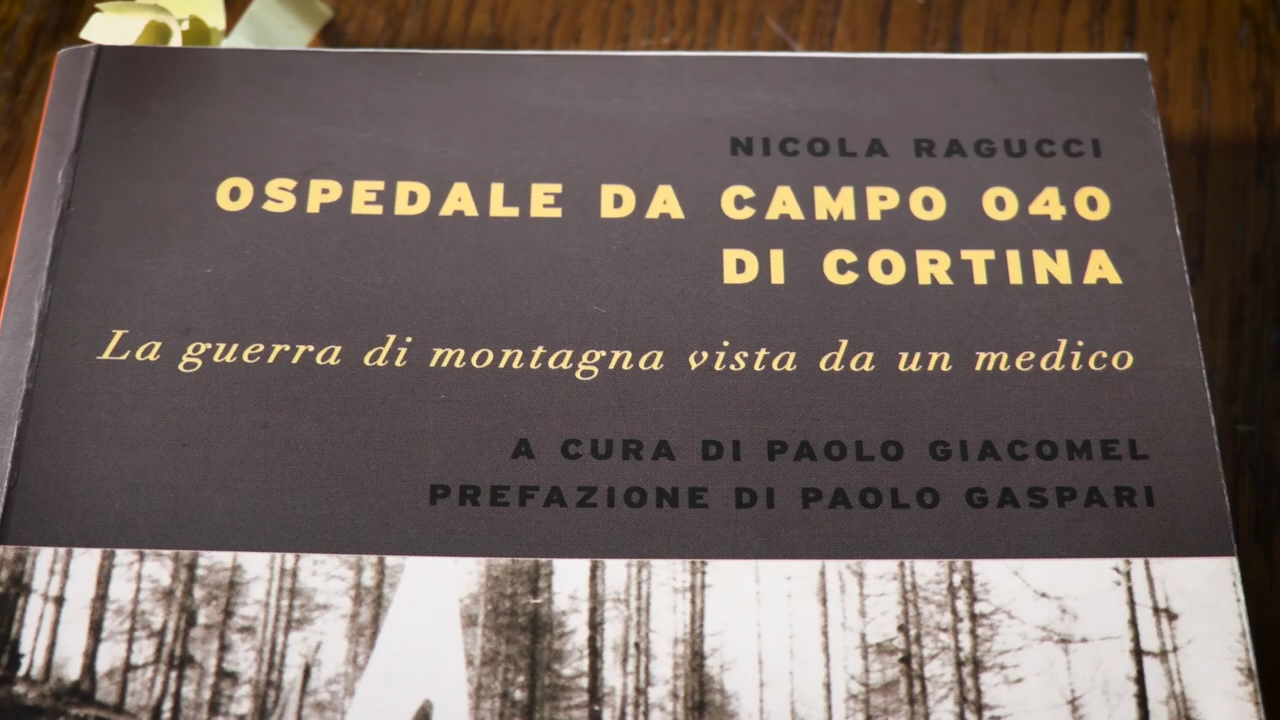 NICOLA RAGUCCI
OSPEDALE DA CAMPO 040
DI CORTINA
La guerra di montagna vista da un medico
A CURA DI PAOLO GIACOMEL
PREFAZIONE DI PAOLO GASPARI